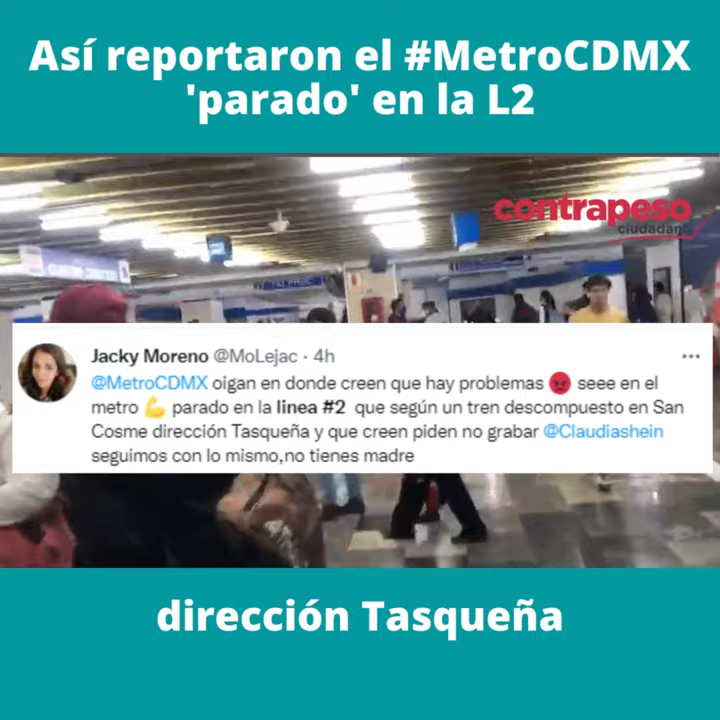 Así reportaron el #MetroCDMX
'parado' en la L2
contrapeso
ciudadano
Jacky Moreno @MoLejac · 4h
@MetroCDMX oigan en donde creen que hay problemas 😡 seee en el
metro 💪 parado en la linea #2 que según un tren descompuesto en San
Cosme dirección Tasqueña y que creen piden no grabar @Claudiashein
seguimos con lo mismo,no tienes madre
dirección Tasqueña